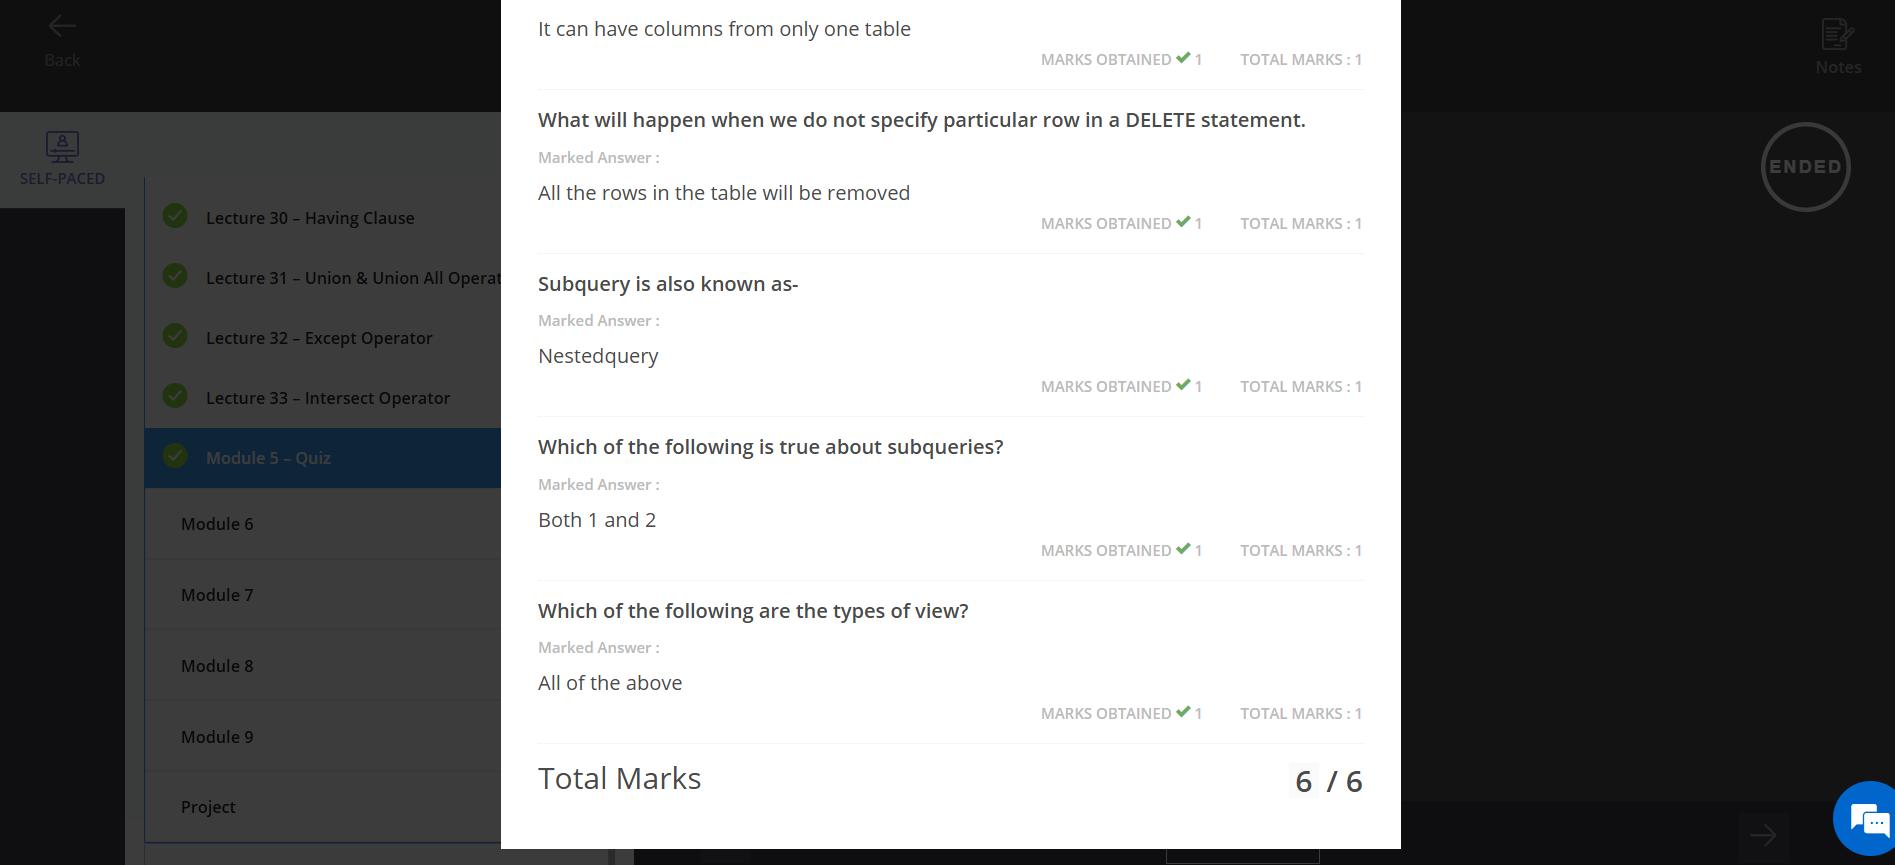 Back
Notes
SELF-PACED
ENDED
Lecture 30 – Having Clause
Lecture 31 – Union & Union All Operat
Lecture 32 – Except Operator
Lecture 33 – Intersect Operator
Module 5 – Quiz
Module 6
Module 7
Module 8
Module 9
Project
It can have columns from only one table
MARKS OBTAINED 1 TOTAL MARKS : 1
What will happen when we do not specify particular row in a DELETE statement.
Marked Answer :
All the rows in the table will be removed
MARKS OBTAINED 1 TOTAL MARKS : 1
Subquery is also known as-
Marked Answer :
Nestedquery
MARKS OBTAINED 1 TOTAL MARKS : 1
Which of the following is true about subqueries?
Marked Answer :
Both 1 and 2
MARKS OBTAINED 1 TOTAL MARKS : 1
Which of the following are the types of view?
Marked Answer :
All of the above
MARKS OBTAINED 1 TOTAL MARKS : 1
Total Marks 6 / 6